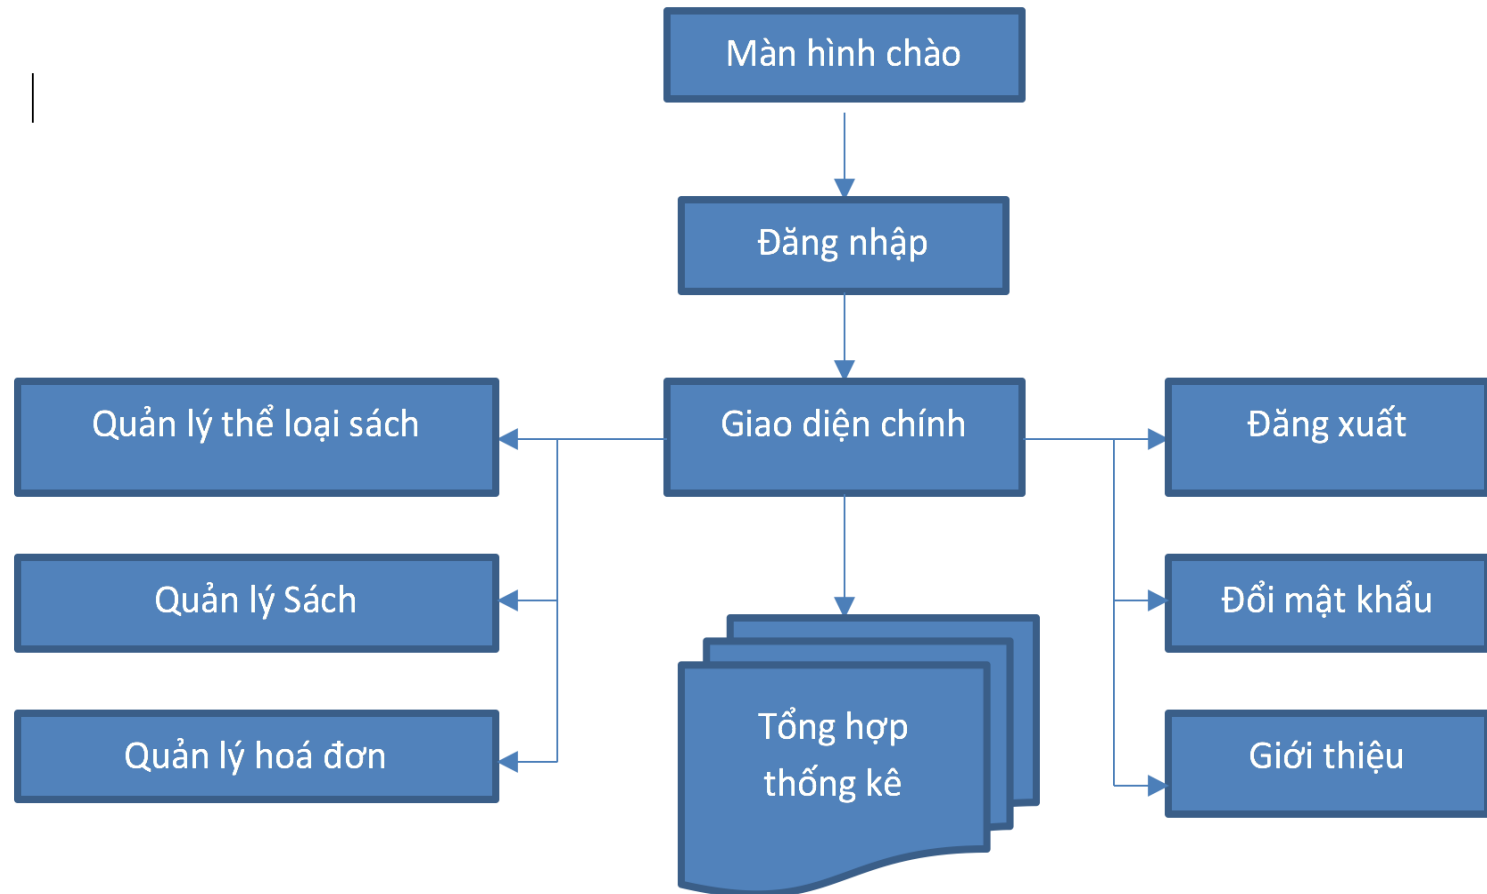 Màn hình chào
Đăng nhập
Quản lý thể loại sách
Giao diện chính
Đăng xuất
Quản lý Sách
Đổi mật khẩu
Tổng hợp
thống kê
Quản lý hoá đơn
Giới thiệu